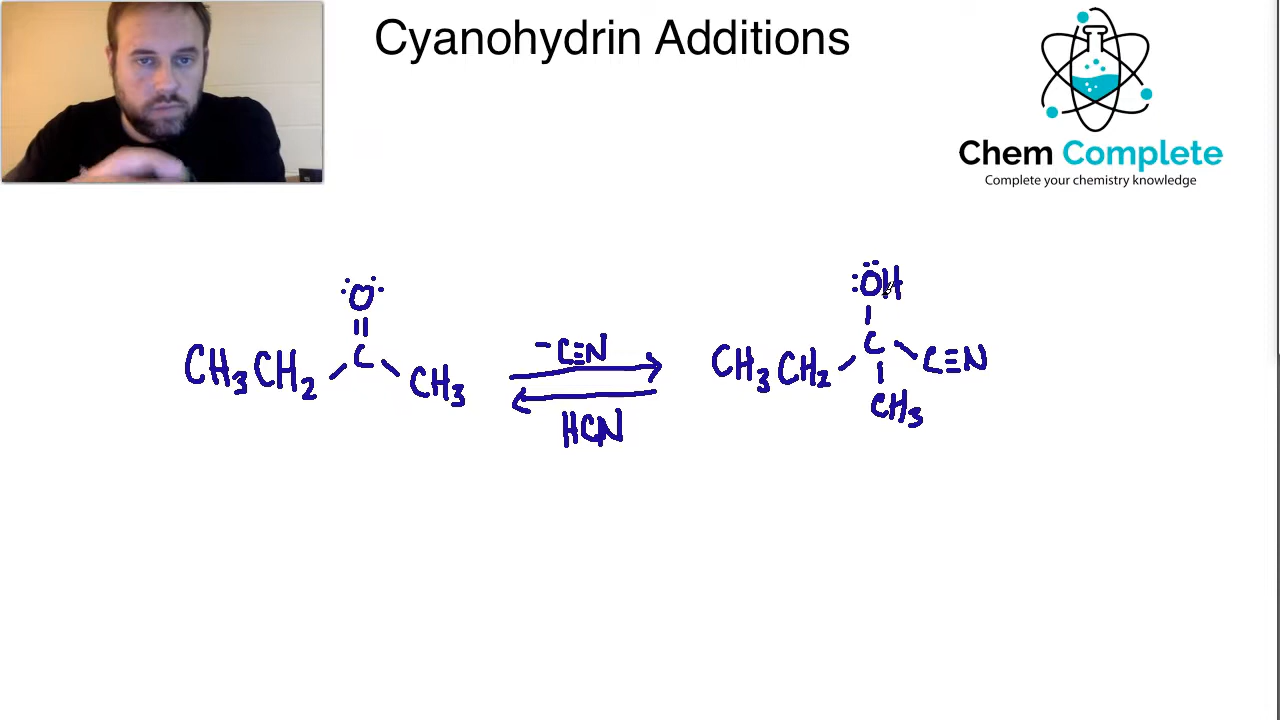 Cyanohydrin Additions
Chem Complete
Complete your chemistry knowledge
:Ö:
||
CH₃CH₂ / C \ CH₃
⁻C≡N
HCN
:ÖH
|
CH₃CH₂ / C \ C≡N
|
CH₃